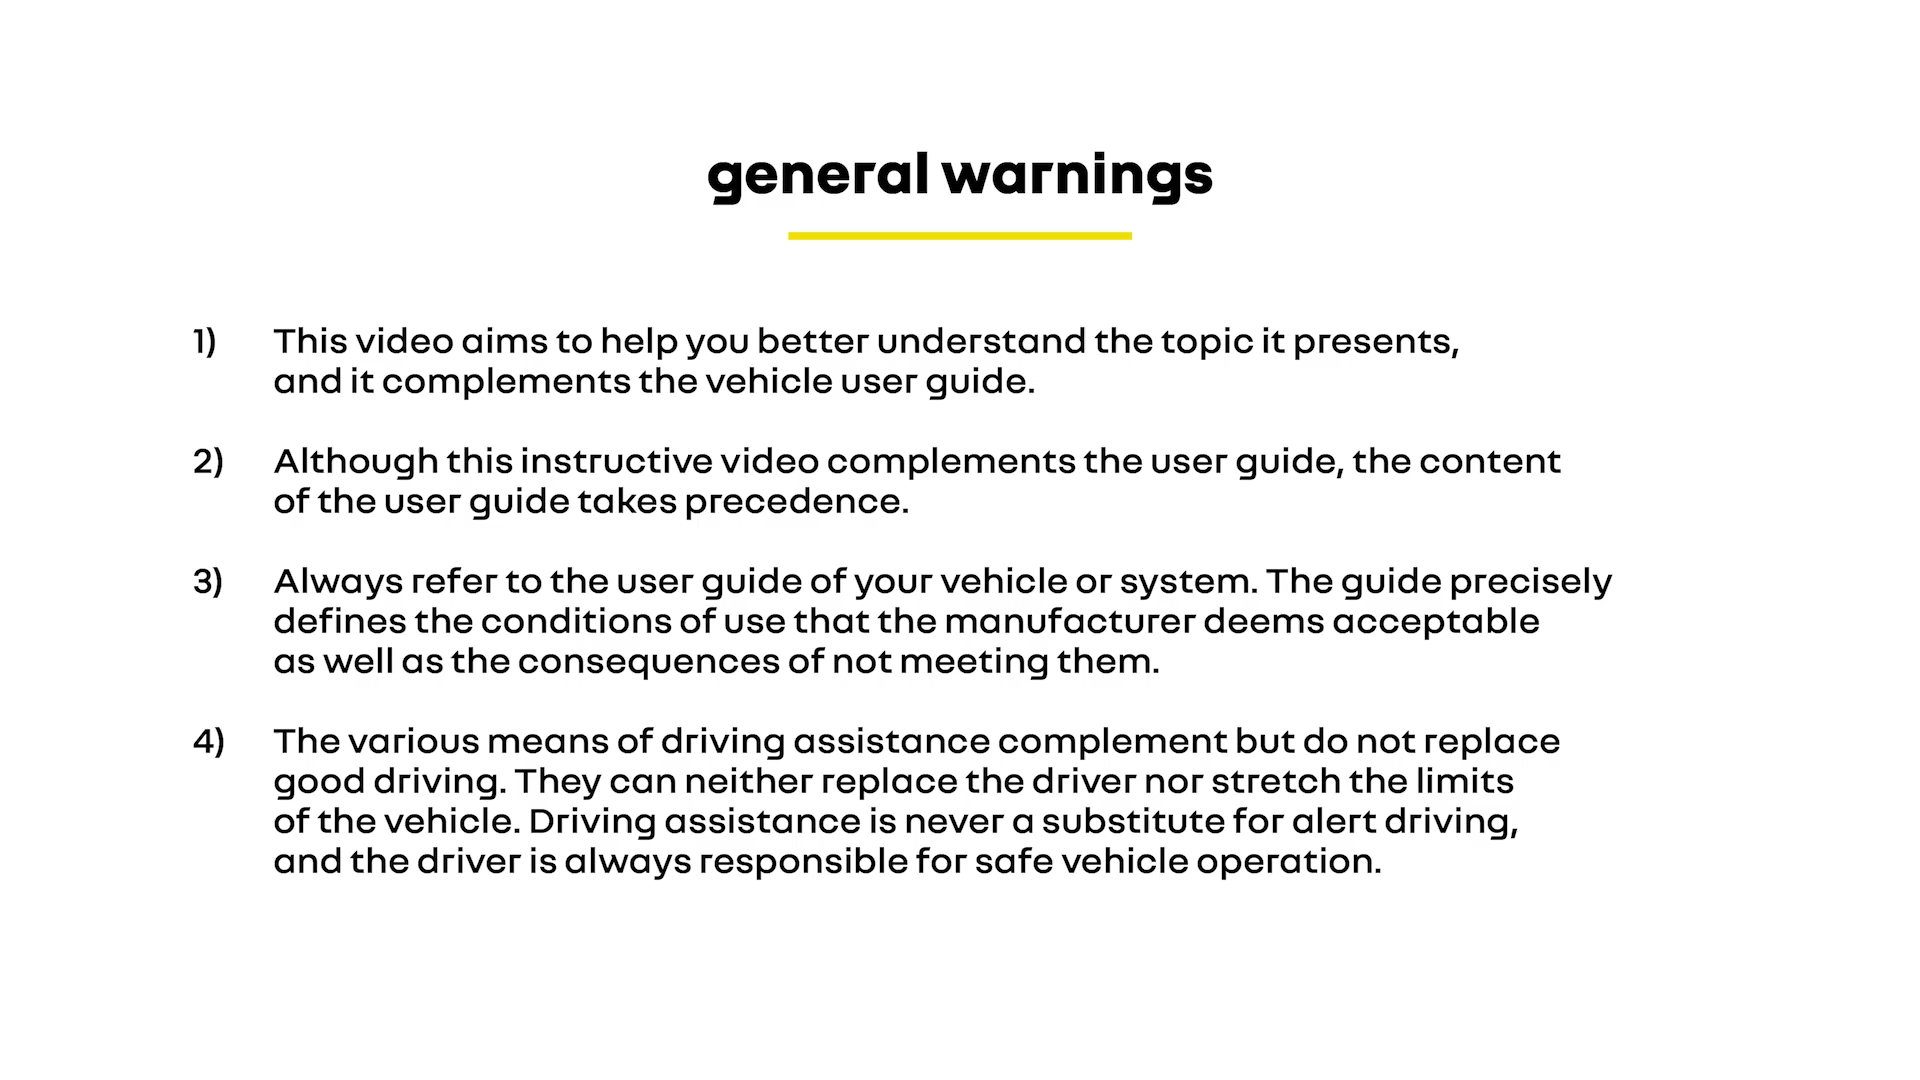 general warnings
1) This video aims to help you better understand the topic it presents,
and it complements the vehicle user guide.
2) Although this instructive video complements the user guide, the content
of the user guide takes precedence.
3) Always refer to the user guide of your vehicle or system. The guide precisely
defines the conditions of use that the manufacturer deems acceptable
as well as the consequences of not meeting them.
4) The various means of driving assistance complement but do not replace
good driving. They can neither replace the driver nor stretch the limits
of the vehicle. Driving assistance is never a substitute for alert driving,
and the driver is always responsible for safe vehicle operation.